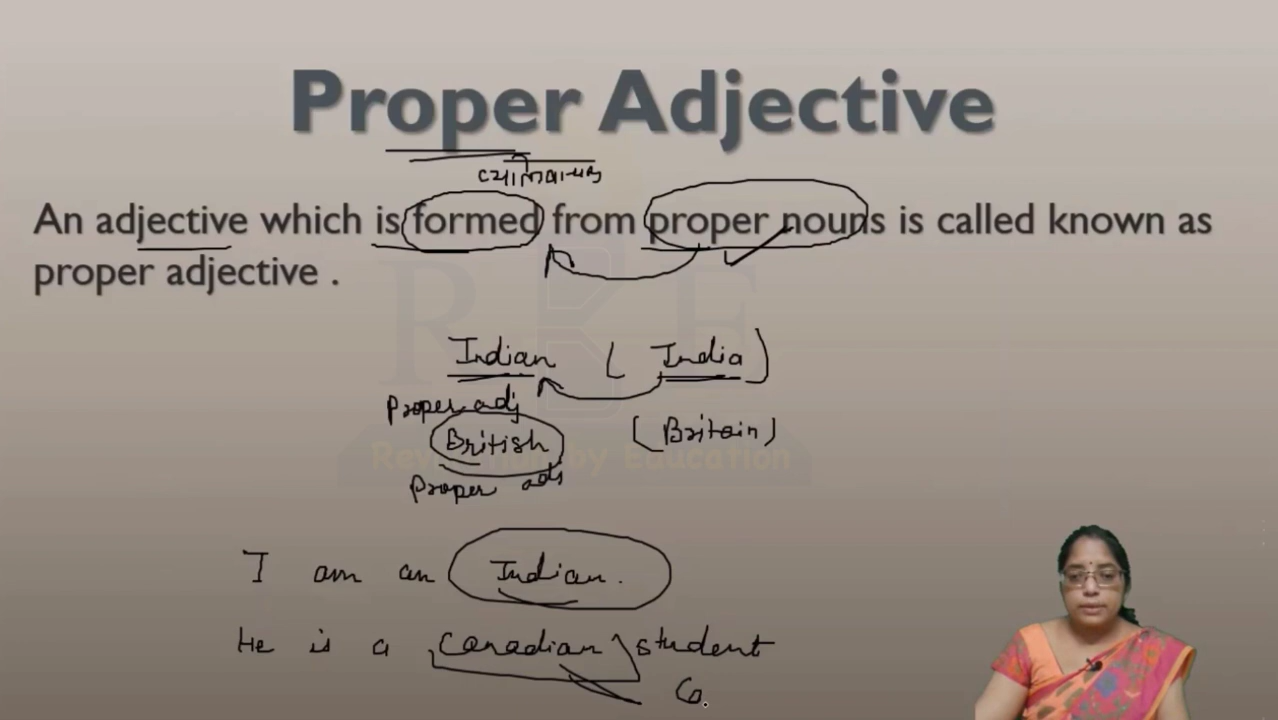 Proper Adjective
An adjective which is formed from proper nouns is called known as
proper adjective .
R K E
Indian ( India )
Proper adj
British (Britain)
Proper adj
I am an Indian.
He is a Canadian student
Ca